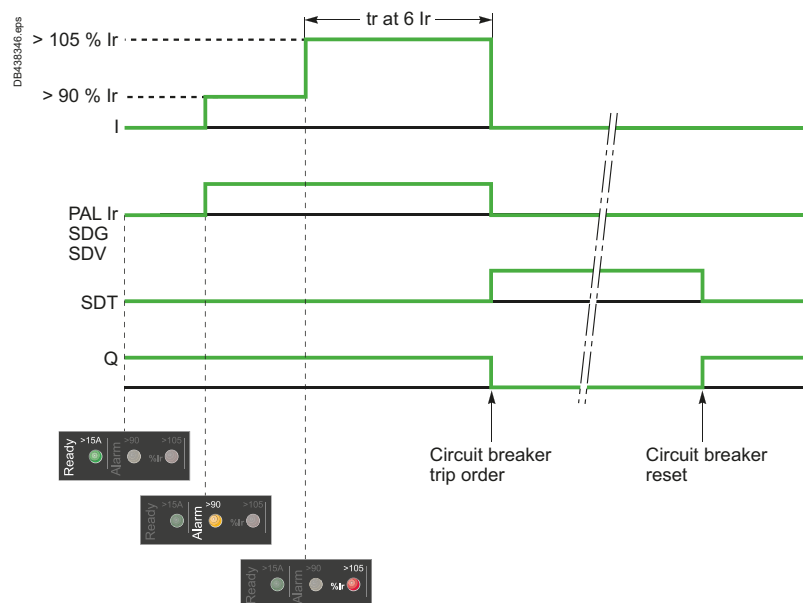 DB438346.eps
tr at 6 Ir
> 105 % Ir
> 90 % Ir
I
PAL Ir
SDG
SDV
SDT
Q
Circuit breaker
trip order
Circuit breaker
reset
Ready >15A Alarm >90 %Ir >105
Ready >15A Alarm >90 %Ir >105
Ready >15A Alarm >90 %Ir >105